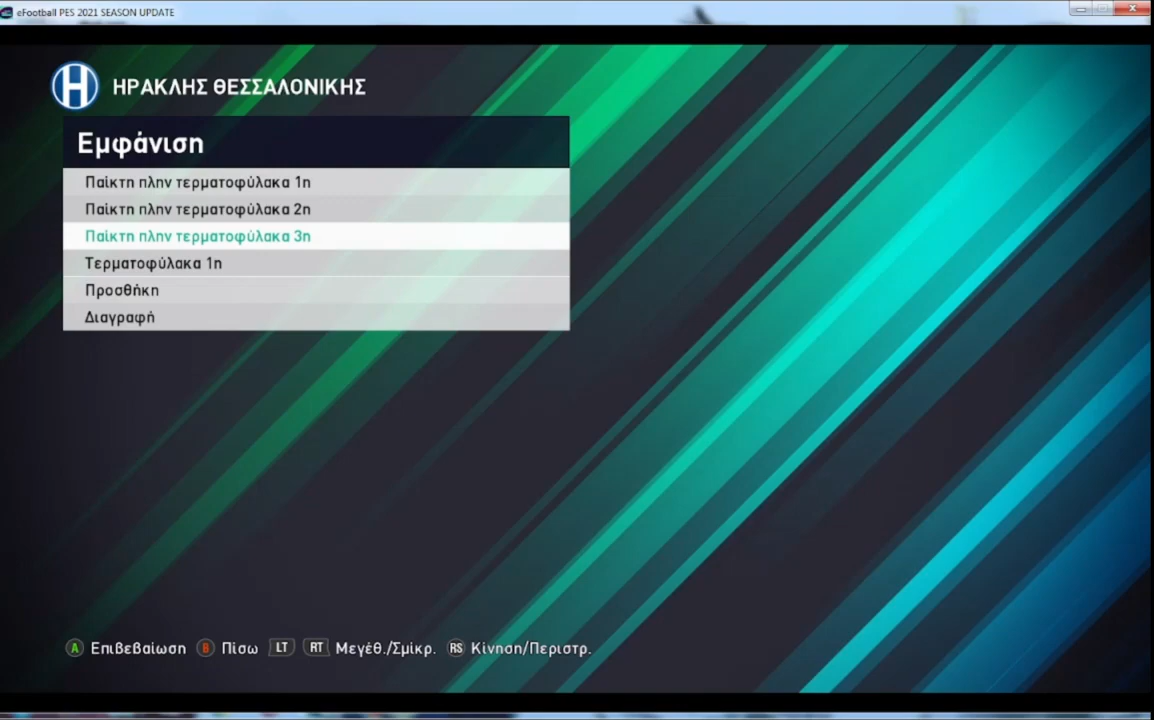 eFootball PES 2021 SEASON UPDATE
ΗΡΑΚΛΗΣ ΘΕΣΣΑΛΟΝΙΚΗΣ
Εμφάνιση
Παίκτη πλην τερματοφύλακα 1η
Παίκτη πλην τερματοφύλακα 2η
Παίκτη πλην τερματοφύλακα 3η
Τερματοφύλακα 1η
Προσθήκη
Διαγραφή
A Επιβεβαίωση B Πίσω LT RT Μεγέθ./Σμίκρ. RS Κίνηση/Περιστρ.